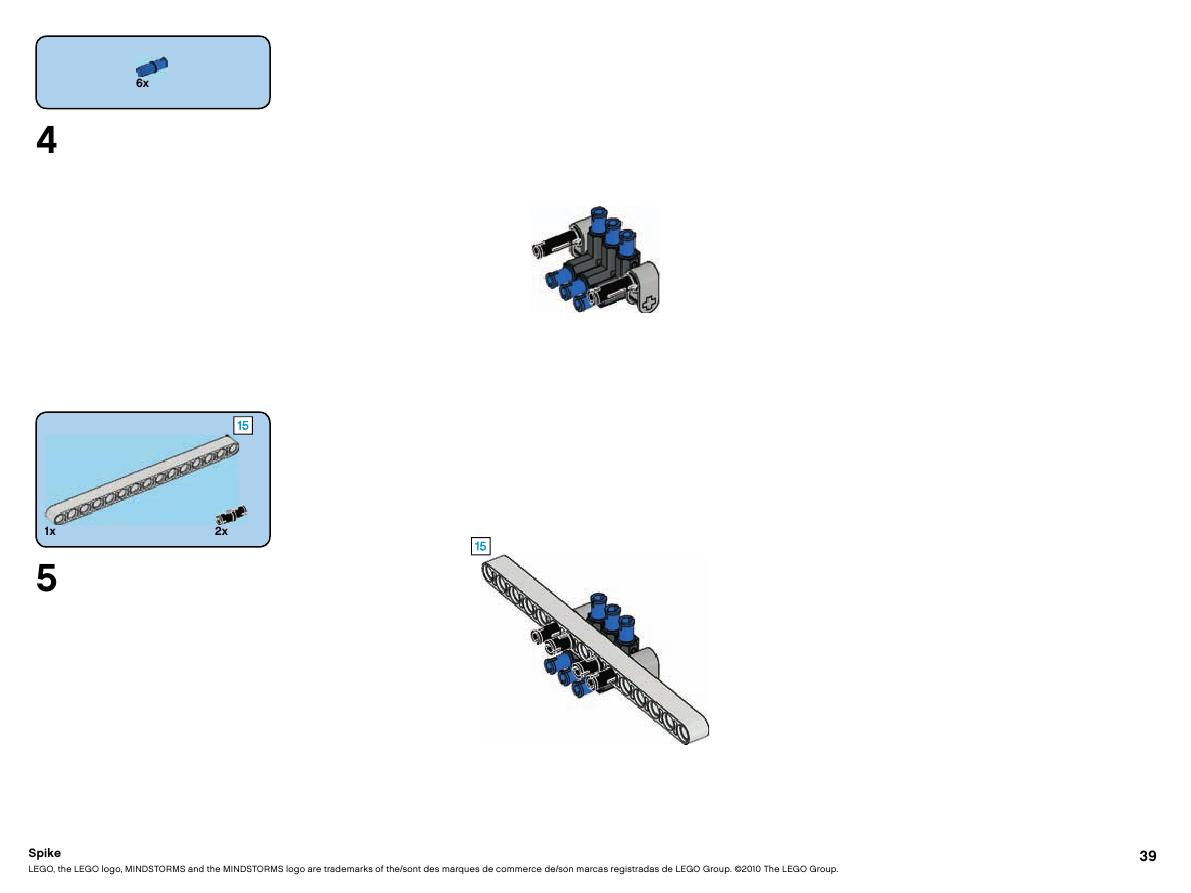 6x
4
15
1x
2x
5
15
Spike
LEGO, the LEGO logo, MINDSTORMS and the MINDSTORMS logo are trademarks of the/sont des marques de commerce de/son marcas registradas de LEGO Group. ©2010 The LEGO Group.
39